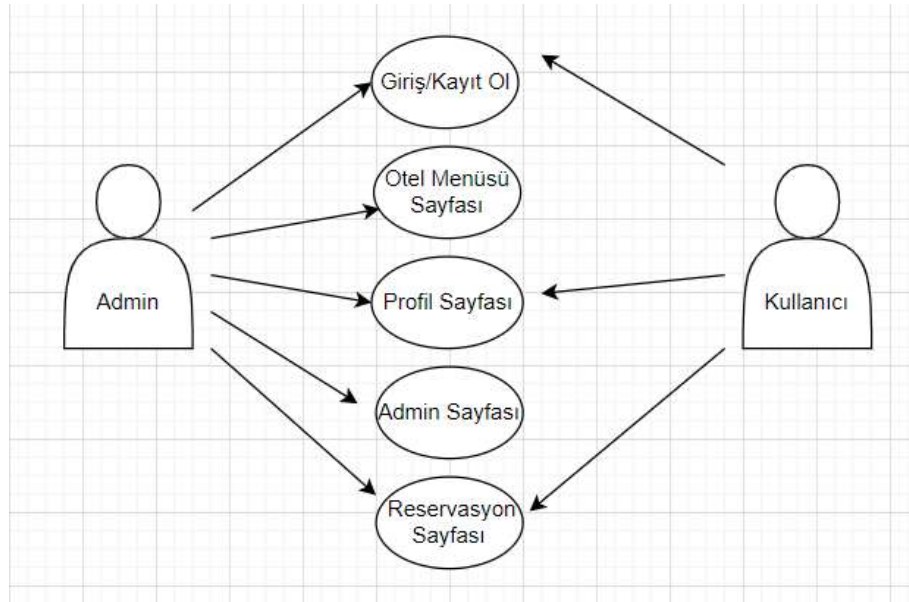 Giriş/Kayıt Ol
Otel Menüsü
Sayfası
Admin
Profil Sayfası
Kullanıcı
Admin Sayfası
Reservasyon
Sayfası